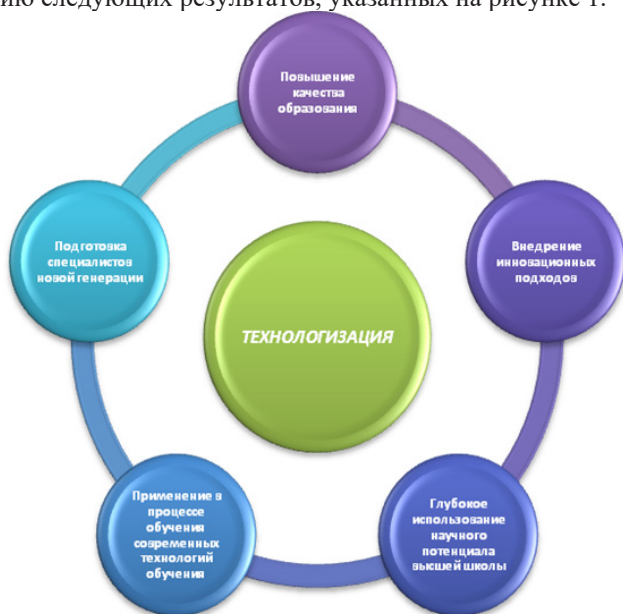 ию следующих результатов, указанных на рисунке 1.
Повышение
качества
образования
Внедрение
инновационных
подходов
Глубокое
использование
научного
потенциала
высшей школы
Применение в
процессе
обучения
современных
технологий
обучения
Подготовка
специалистов
новой генерации
ТЕХНОЛОГИЗАЦИЯ